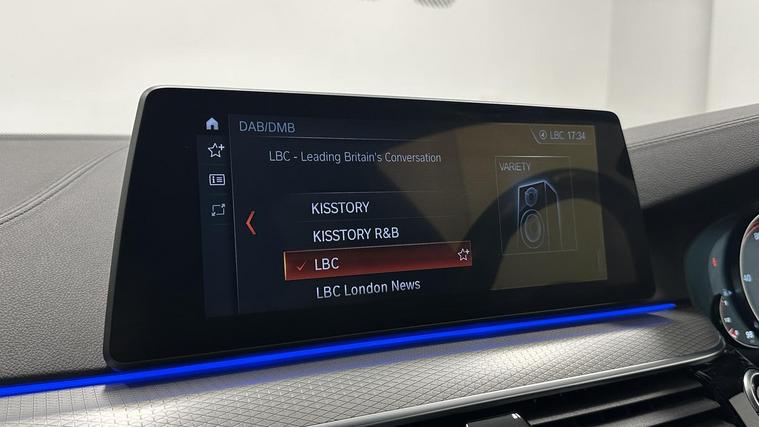 DAB/DMB
LBC 17:34
LBC - Leading Britain's Conversation
VARIETY
KISSTORY
KISSTORY R&B
LBC
LBC London News